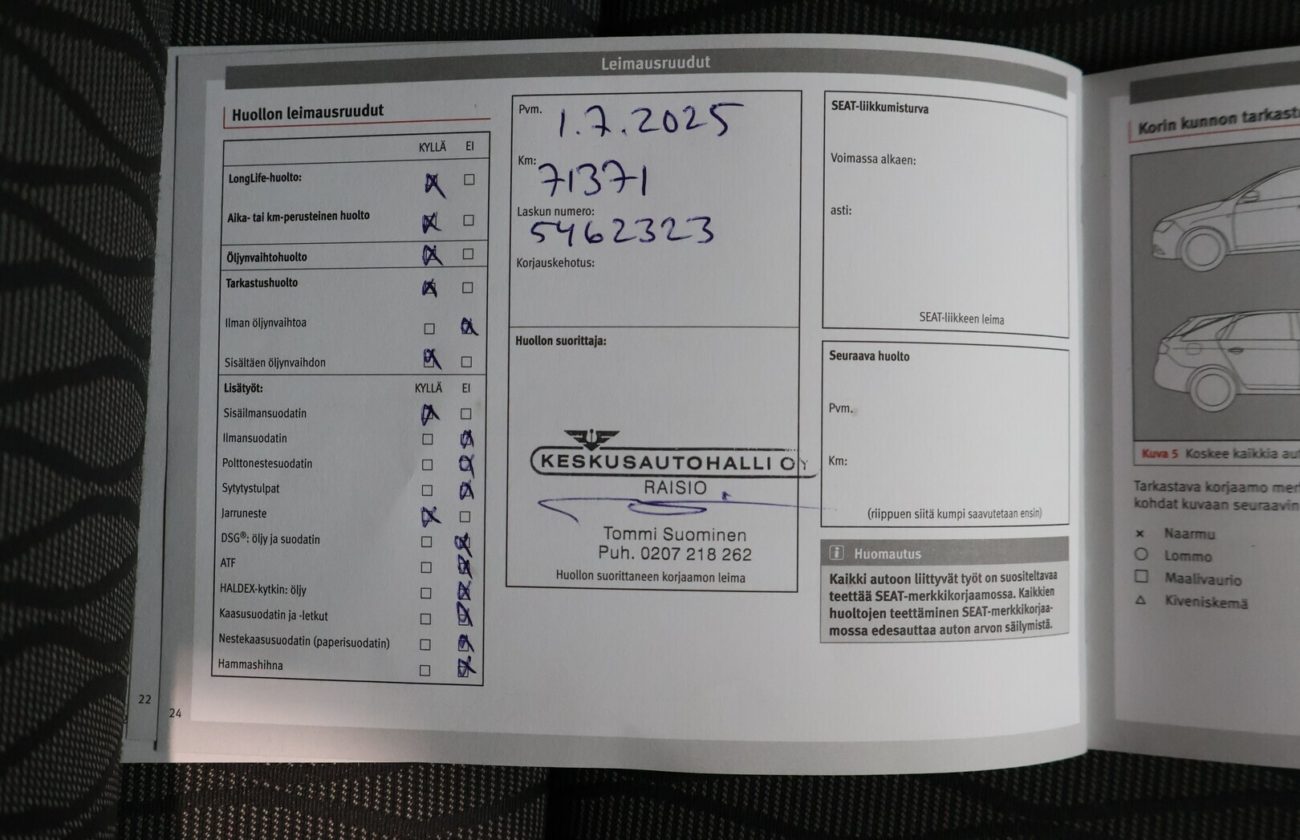 Leimausruudut
Huollon leimausruudut
KYLLÄ EI
LongLife-huolto:
Aika- tai km-perusteinen huolto
Öljynvaihtohuolto
Tarkastushuolto
Ilman öljynvaihtoa
Sisältäen öljynvaihdon
Lisätyöt: KYLLÄ EI
Sisäilmansuodatin
Ilmansuodatin
Polttonestesuodatin
Sytytystulpat
Jarruneste
DSG®: öljy ja suodatin
ATF
HALDEX-kytkin: öljy
Kaasusuodatin ja -letkut
Nestekaasusuodatin (paperisuodatin)
Hammashihna
22
24
Pvm. 1.7.2025
Km: 71371
Laskun numero:
5462323
Korjauskehotus:
Huollon suorittaja:
KESKUSAUTOHALLI OY
RAISIO
Tommi Suominen
Puh. 0207 218 262
Huollon suorittaneen korjaamon leima
SEAT-liikkumisturva
Voimassa alkaen:
asti:
SEAT-liikkeen leima
Seuraava huolto
Pvm.
Km:
(riippuen siitä kumpi saavutetaan ensin)
i Huomautus
Kaikki autoon liittyvät työt on suositeltavaa
teettää SEAT-merkkikorjaamossa. Kaikkien
huoltojen teettäminen SEAT-merkkikorjaa-
mossa edesauttaa auton arvon säilymistä.
Korin kunnon
Kuva 5 Koskee kaikkia
Tarkastava korjaamo
kohdat kuvaan
Naarmu
Lommo
Maalivaurio
Kiveniskemä